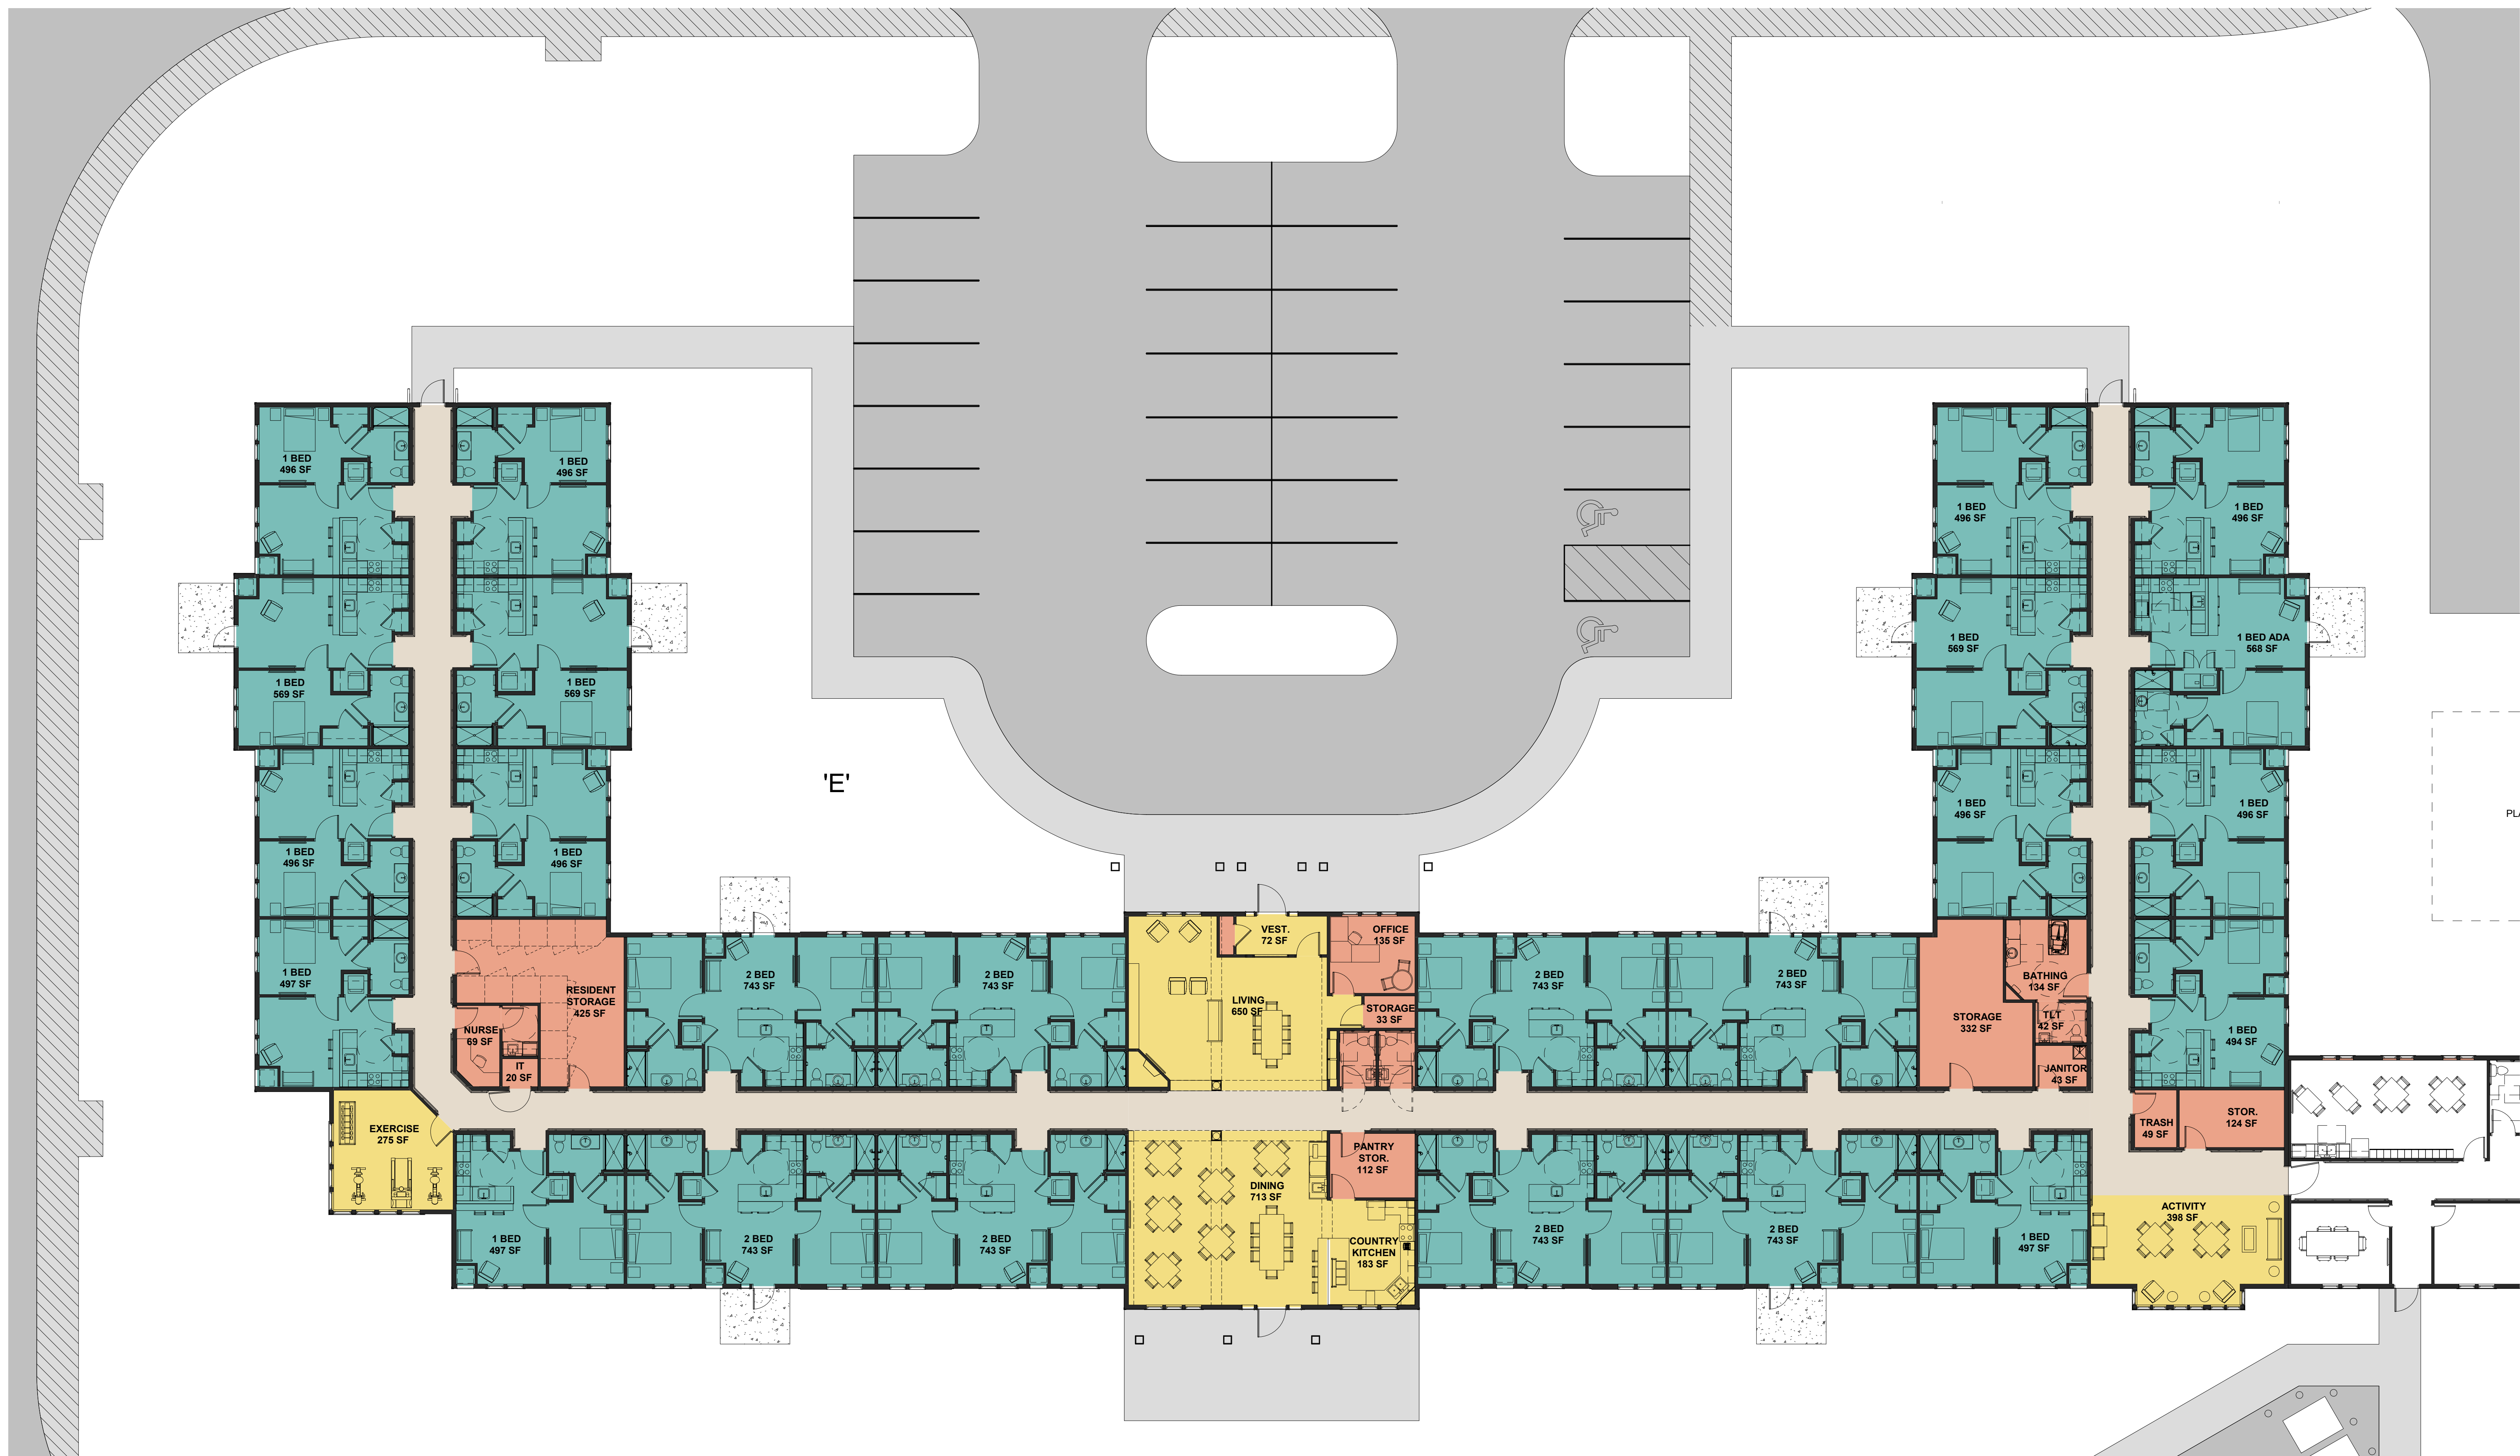 1 BED
496 SF
1 BED
496 SF
1 BED
496 SF
1 BED
496 SF
1 BED
569 SF
1 BED ADA
568 SF
1 BED
569 SF
1 BED
569 SF
'E'
1 BED
496 SF
1 BED
496 SF
PLA
1 BED
496 SF
1 BED
496 SF
1 BED
497 SF
RESIDENT
STORAGE
425 SF
2 BED
743 SF
2 BED
743 SF
VEST.
72 SF
OFFICE
135 SF
LIVING
650 SF
STORAGE
33 SF
2 BED
743 SF
2 BED
743 SF
STORAGE
332 SF
BATHING
134 SF
TLT
42 SF
JANITOR
43 SF
1 BED
494 SF
NURSE
69 SF
IT
20 SF
EXERCISE
275 SF
TRASH
49 SF
STOR.
124 SF
PANTRY
STOR.
112 SF
DINING
713 SF
COUNTRY
KITCHEN
183 SF
1 BED
497 SF
2 BED
743 SF
2 BED
743 SF
2 BED
743 SF
2 BED
743 SF
1 BED
497 SF
ACTIVITY
398 SF